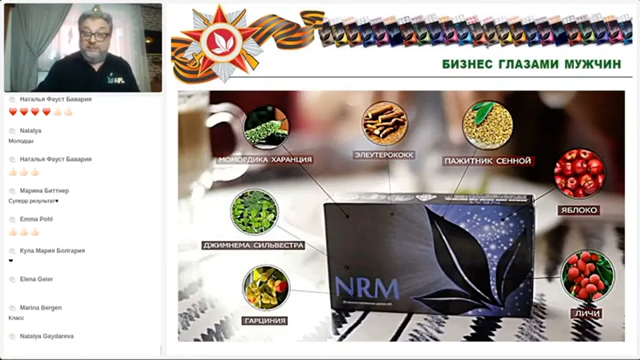 БИЗНЕС ГЛАЗАМИ МУЖЧИН
Наталья Фауст Бавария
Natalya
Молодцы
Наталья Фауст Бавария
Марина Биттнер
Суперр результат♥
Emma Pohl
Кула Мария Болгария
Elena Geier
Marina Bergen
Класс
Natalya Gaydareva
МОМОРДИКА ХАРАНЦИЯ
ЭЛЕУТЕРОКОКК
ПАЖИТНИК СЕННОЙ
ЯБЛОКО
ДЖИМНЕМА СИЛЬВЕСТРА
NRM
ГАРЦИНИЯ
ЛИЧИ